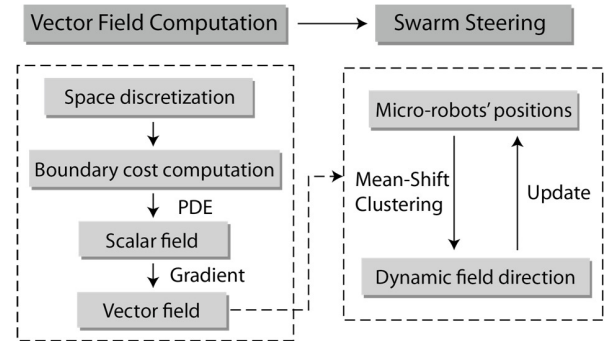 Vector Field Computation
Swarm Steering
Space discretization
Boundary cost computation
PDE
Scalar field
Gradient
Vector field
Micro-robots' positions
Mean-Shift
Clustering
Update
Dynamic field direction